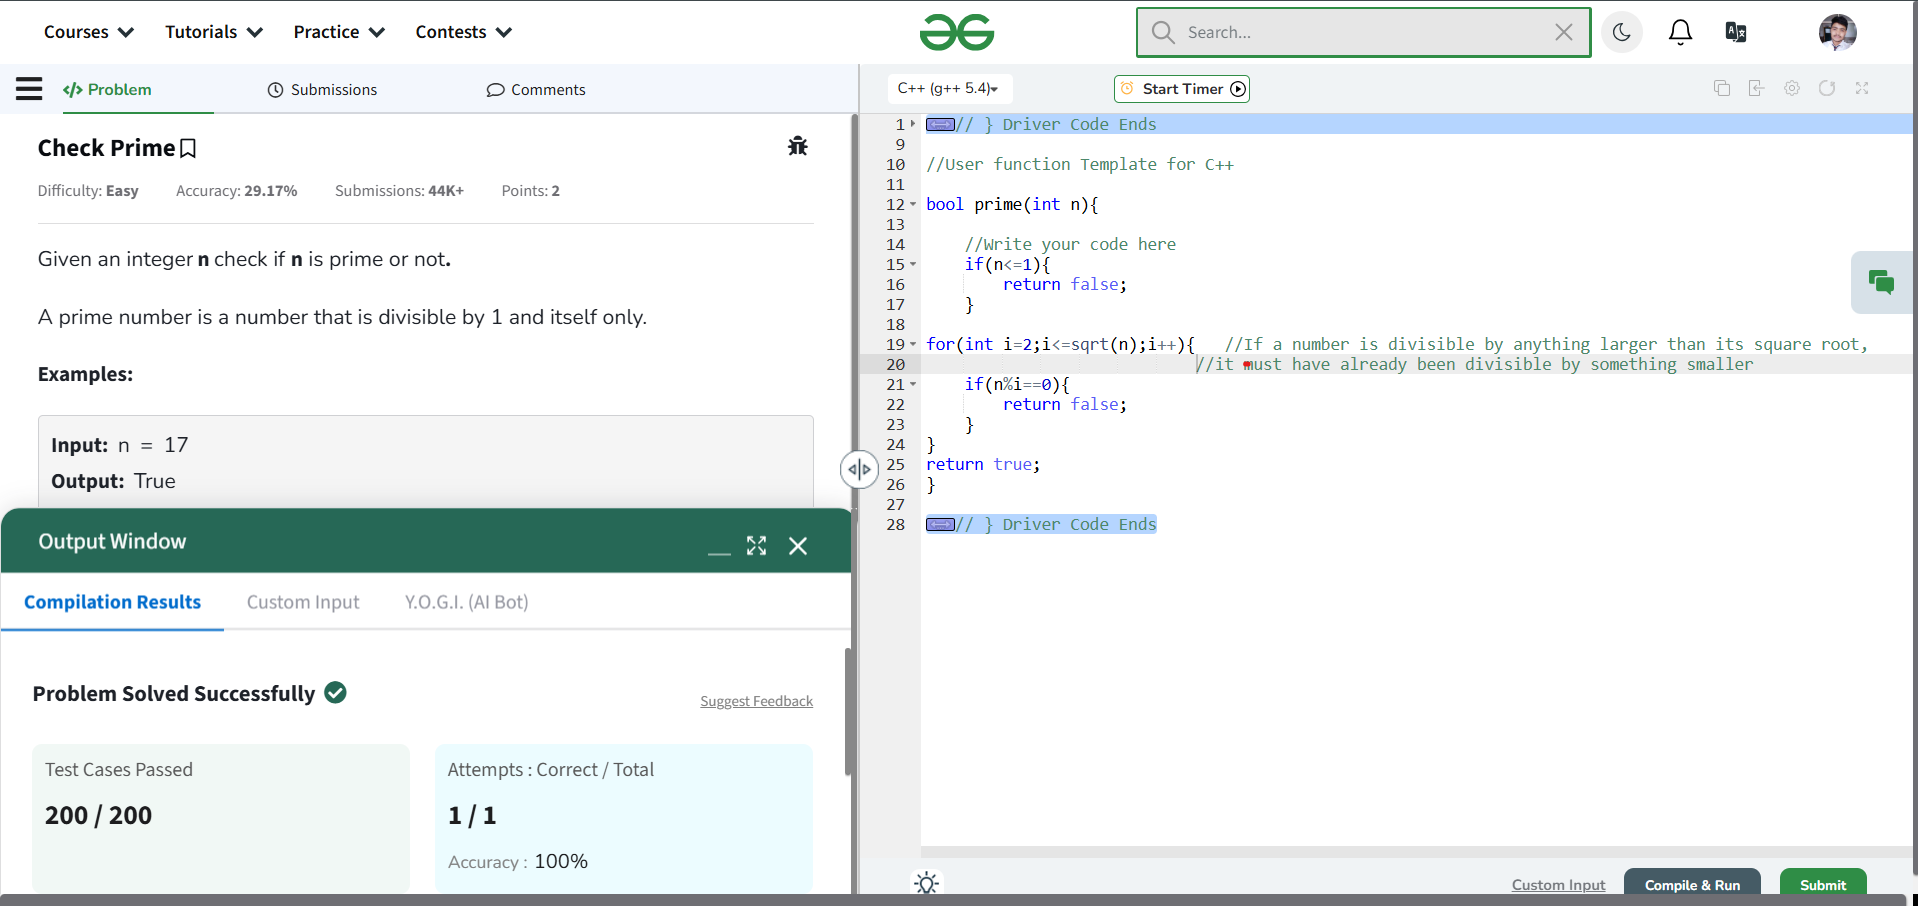 Courses Tutorials Practice Contests
Search...
Problem Submissions Comments
C++ (g++ 5.4) Start Timer
Check Prime
Difficulty: Easy Accuracy: 29.17% Submissions: 44K+ Points: 2
Given an integer n check if n is prime or not.
A prime number is a number that is divisible by 1 and itself only.
Examples:
Input: n = 17
Output: True
Output Window
Compilation Results Custom Input Y.O.G.I. (AI Bot)
Problem Solved Successfully
Suggest Feedback
Test Cases Passed
200 / 200
Attempts : Correct / Total
1 / 1
Accuracy : 100%
1 // } Driver Code Ends
9
10 //User function Template for C++
11
12 bool prime(int n){
13
14 //Write your code here
15 if(n<=1){
16 return false;
17 }
18
19 for(int i=2;i<=sqrt(n);i++){ //If a number is divisible by anything larger than its square root,
20 //it must have already been divisible by something smaller
21 if(n%i==0){
22 return false;
23 }
24 }
25 return true;
26 }
27
28 // } Driver Code Ends
Custom Input Compile & Run Submit